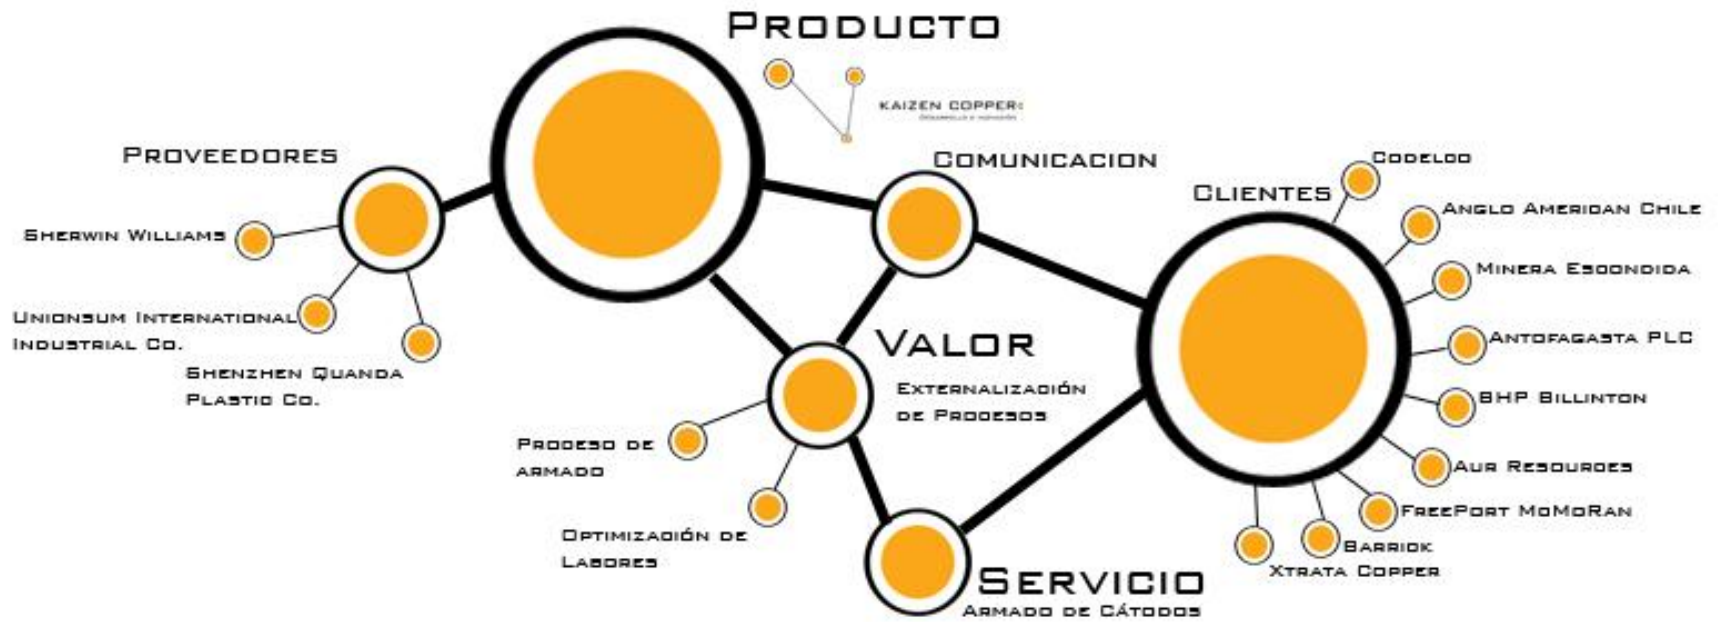 PRODUCTO
KAIZEN COPPER
DESARROLLO E INNOVACIÓN
PROVEEDORES
SHERWIN WILLIAMS
UNIONSUM INTERNATIONAL
INDUSTRIAL CO.
SHENZHEN QUANDA
PLASTIC CO.
COMUNICACION
VALOR
EXTERNALIZACIÓN
DE PROCESOS
PROCESO DE
ARMADO
OPTIMIZACIÓN DE
LABORES
SERVICIO
ARMADO DE CÁTODOS
CLIENTES
CODELCO
ANGLO AMERICAN CHILE
MINERA ESCONDIDA
ANTOFAGASTA PLC
BHP BILLINTON
AUR RESOURCES
FREEPORT MCMORAN
BARRICK
XTRATA COPPER